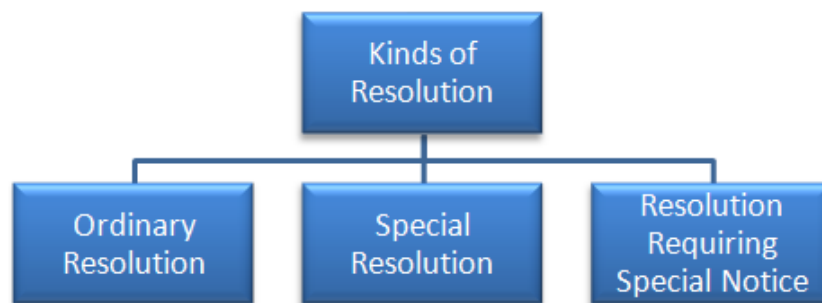 Kinds of
Resolution
Ordinary
Resolution
Special
Resolution
Resolution
Requiring
Special Notice